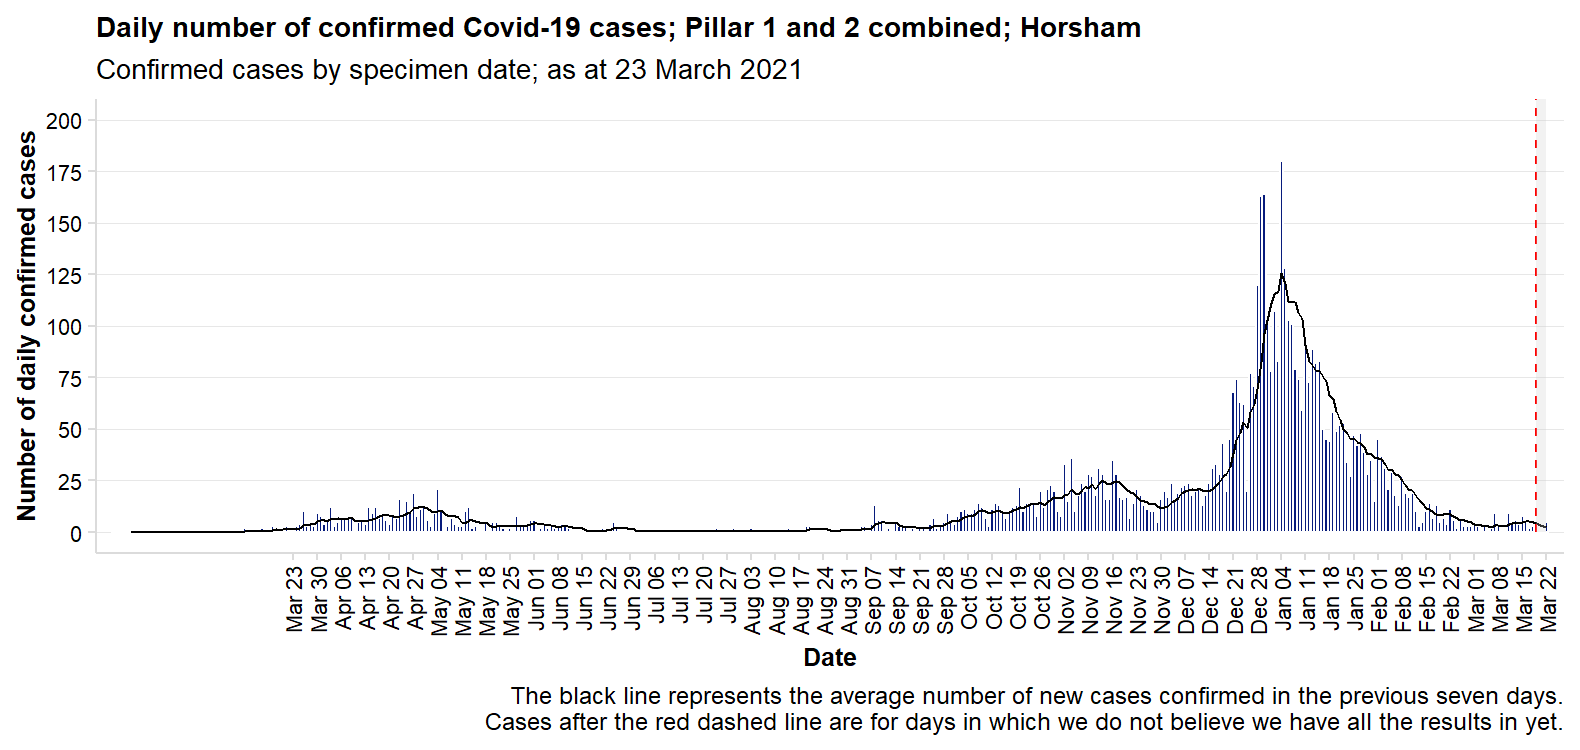 Daily number of confirmed Covid-19 cases; Pillar 1 and 2 combined; Horsham
Confirmed cases by specimen date; as at 23 March 2021
Number of daily confirmed cases
200
175
150
125
100
75
50
25
0
Mar 23
Mar 30
Apr 06
Apr 13
Apr 20
Apr 27
May 04
May 11
May 18
May 25
Jun 01
Jun 08
Jun 15
Jun 22
Jun 29
Jul 06
Jul 13
Jul 20
Jul 27
Aug 03
Aug 10
Aug 17
Aug 24
Aug 31
Sep 07
Sep 14
Sep 21
Sep 28
Oct 05
Oct 12
Oct 19
Oct 26
Nov 02
Nov 09
Nov 16
Nov 23
Nov 30
Dec 07
Dec 14
Dec 21
Dec 28
Jan 04
Jan 11
Jan 18
Jan 25
Feb 01
Feb 08
Feb 15
Feb 22
Mar 01
Mar 08
Mar 15
Mar 22
Date
The black line represents the average number of new cases confirmed in the previous seven days.
Cases after the red dashed line are for days in which we do not believe we have all the results in yet.